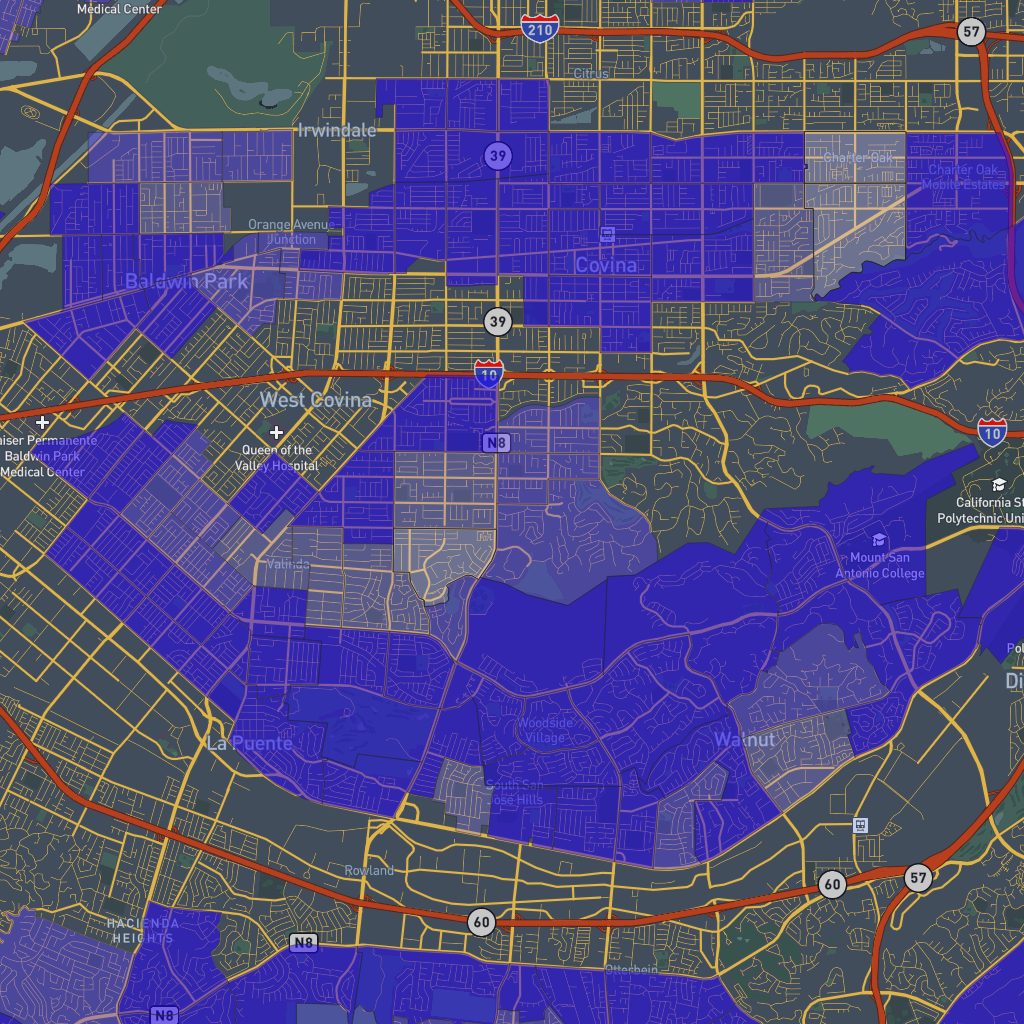 Medical Center
210
57
Citrus
Irwindale
39
Charter Oak
Charter Oak
Mobile Estates
Orange Avenue
Junction
Covina
Baldwin Park
39
10
West Covina
Kaiser Permanente
Baldwin Park
Medical Center
Queen of the
Valley Hospital
N8
10
California St
Polytechnic Uni
Mount San
Antonio College
Valinda
Pol
Di
Woodside
Village
La Puente
Walnut
South San
Jose Hills
Rowland
60
57
60
HACIENDA
HEIGHTS
N8
Otterbein
N8